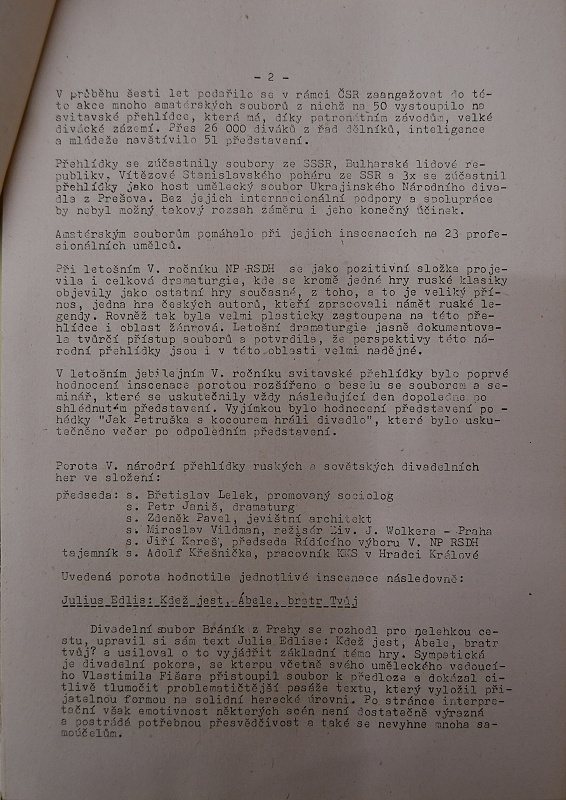 - 2 -
V průběhu šesti let podařilo se v rámci ČSR zaangažovat do té-
to akce mnoho amatérských souborů z nichž na 50 vystoupilo na
svitavské přehlídce, která má, díky patronátním závodům, velké
divácké zázemí. Přes 26 000 diváků z řad dělníků, inteligence
a mládeže navštívilo 51 představení.
Přehlídky se zúčastnily soubory ze SSSR, Bulharské lidové re-
publiky, Vítězové Stanislavského poháru ze SSR a 3x se zúčastnil
přehlídky jako host umělecký soubor Ukrajinského Národního diva-
dla z Prešova. Bez jejich internacionální podpory a spolupráce
by nebyl možný takový rozsah záměru i jeho konečný účinek.
Amatérským souborům pomáhalo při jejich inscenacích na 23 profe-
sionálních umělců.
Při letošním V. ročníku NP RSDH se jako pozitivní složka proje-
vila i celková dramaturgie, kde se kromě jedné hry ruské klasiky
objevily jako ostatní hry současné, z toho, a to je veliký pří-
nos, jedna hra českých autorů, kteří zpracovali námět ruské le-
gendy. Rovněž tak byla velmi plasticky zastoupena na této pře-
hlídce i oblast žánrová. Letošní dramaturgie jasně dokumentova-
la tvůrčí přístup souborů a potvrdila, že perspektivy této ná-
rodní přehlídky jsou i v této oblasti velmi nadějné.
V letošním jubilejním V. ročníku svitavské přehlídky bylo poprvé
hodnocení inscenace porotou rozšířeno o besedu se souborem a se-
minář, které se uskutečnily vždy následující den dopoledne po
shlédnutém představení. Vyjímkou bylo hodnocení představení po -
hádky "Jak Petruška s kocourem hráli divadlo", které bylo usku-
tečněno večer po odpoledním představení.
Porota V. národní přehlídky ruských a sovětských divadelních
her ve složení:
předseda: s. Břetislav Lelek, promovaný sociolog
s. Petr Janiš, dramaturg
s. Zdeněk Pavel, jevištní architekt
s. Miroslav Vildman, režisér Div. J. Wolkera - Praha
s. Jiří Kareš, předseda Řídícího výboru V. NP RSDH
tajemník s. Adolf Křešnička, pracovník KKS v Hradci Králové
Uvedená porota hodnotila jednotlivé inscenace následovně:
Julius Edlis: Kdež jest, Ábele, bratr Tvůj
Divadelní soubor Bráník z Prahy se rozhodl pro nelehkou ce-
stu, upravil si sám text Julia Edlise: Kdež jest, Ábele, bratr
tvůj? a usiloval o to vyjádřit základní téma hry. Sympatická
je divadelní pokora, se kterou včetně svého uměleckého vedoucí-
ho Vlastimila Fišara přistoupil soubor k předloze a dokázal ci-
tlivě tlumočit problematičtější pasáže textu, který vyložil při-
jatelnou formou na solidní herecké úrovni. Po stránce interpre-
tační však emotivnost některých scén není dostatečně výrazná
a postrádá potřebnou přesvědčivost a také se nevyhne mnoha sa-
moúčelům.